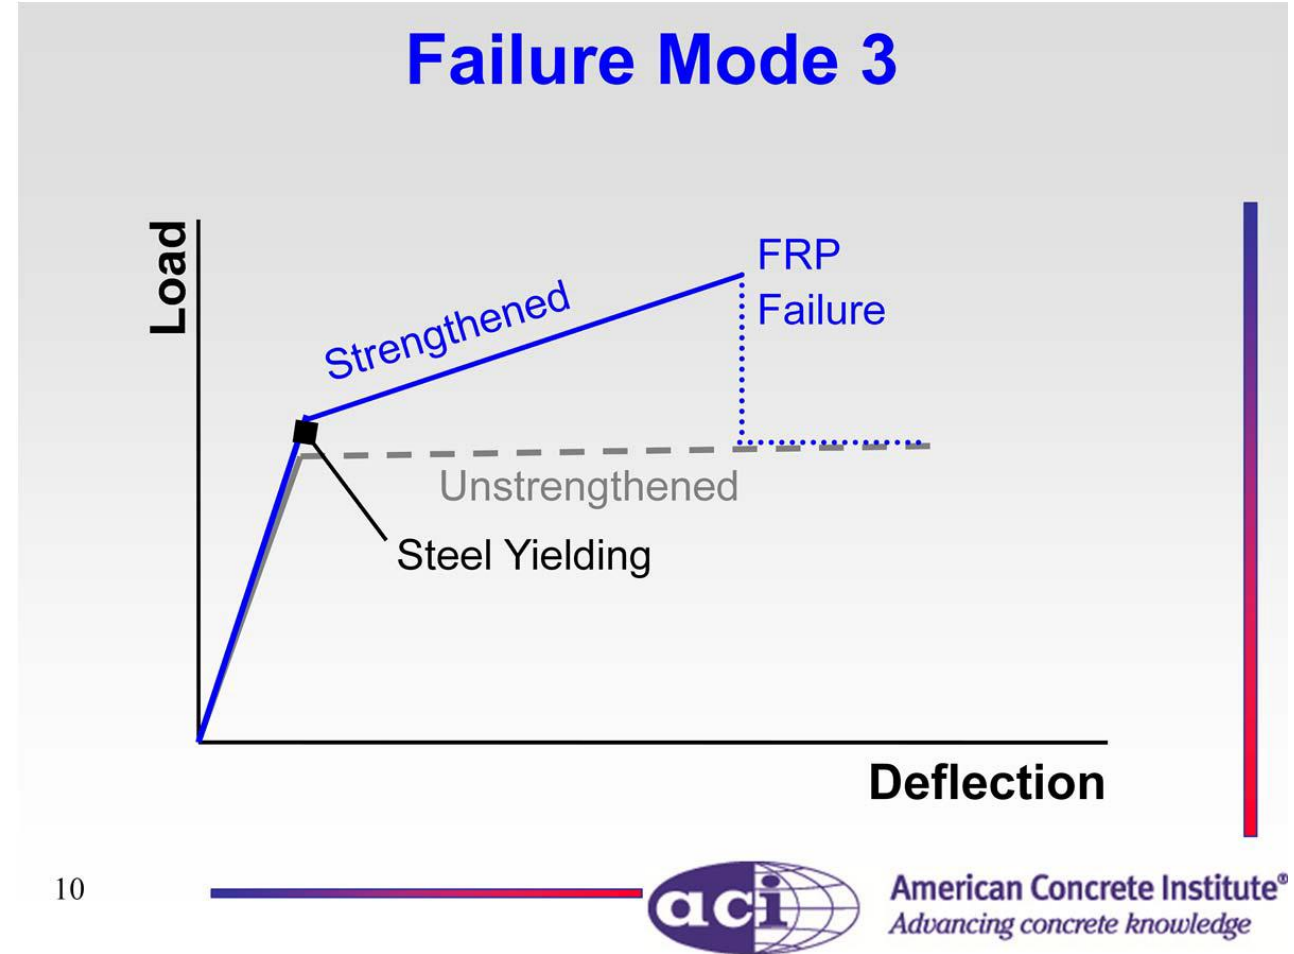 Failure Mode 3
Load
Strengthened
FRP
Failure
Unstrengthened
Steel Yielding
Deflection
10
aci
American Concrete Institute®
Advancing concrete knowledge